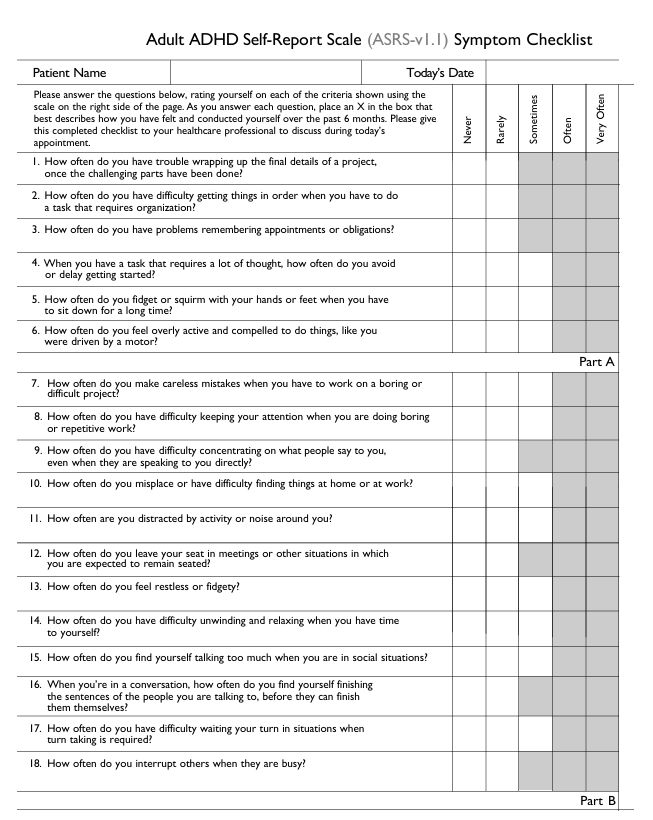 Adult ADHD Self-Report Scale (ASRS-v1.1) Symptom Checklist
Patient Name
Today's Date
Please answer the questions below, rating yourself on each of the criteria shown using the
scale on the right side of the page. As you answer each question, place an X in the box that
best describes how you have felt and conducted yourself over the past 6 months. Please give
this completed checklist to your healthcare professional to discuss during today's
appointment.
Never
Rarely
Sometimes
Often
Very Often
1. How often do you have trouble wrapping up the final details of a project,
once the challenging parts have been done?
2. How often do you have difficulty getting things in order when you have to do
a task that requires organization?
3. How often do you have problems remembering appointments or obligations?
4. When you have a task that requires a lot of thought, how often do you avoid
or delay getting started?
5. How often do you fidget or squirm with your hands or feet when you have
to sit down for a long time?
6. How often do you feel overly active and compelled to do things, like you
were driven by a motor?
Part A
7. How often do you make careless mistakes when you have to work on a boring or
difficult project?
8. How often do you have difficulty keeping your attention when you are doing boring
or repetitive work?
9. How often do you have difficulty concentrating on what people say to you,
even when they are speaking to you directly?
10. How often do you misplace or have difficulty finding things at home or at work?
11. How often are you distracted by activity or noise around you?
12. How often do you leave your seat in meetings or other situations in which
you are expected to remain seated?
13. How often do you feel restless or fidgety?
14. How often do you have difficulty unwinding and relaxing when you have time
to yourself?
15. How often do you find yourself talking too much when you are in social situations?
16. When you're in a conversation, how often do you find yourself finishing
the sentences of the people you are talking to, before they can finish
them themselves?
17. How often do you have difficulty waiting your turn in situations when
turn taking is required?
18. How often do you interrupt others when they are busy?
Part B